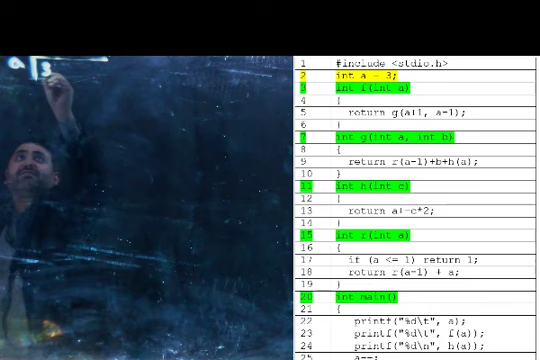 a 3
1 #include <stdio.h>
2 int a = 3;
3 int f(int a)
4 {
5 return g(a+1, a-1);
6 }
7 int g(int a, int b)
8 {
9 return r(a-1)+b+h(a);
10 }
11 int h(int c)
12 {
13 return a+=c*2;
14 }
15 int r(int a)
16 {
17 if (a <= 1) return 1;
18 return r(a-1) + a;
19 }
20 int main()
21 {
22 printf("%d\t", a);
23 printf("%d\t", f(a));
24 printf("%d\n", h(a));
25 a--;